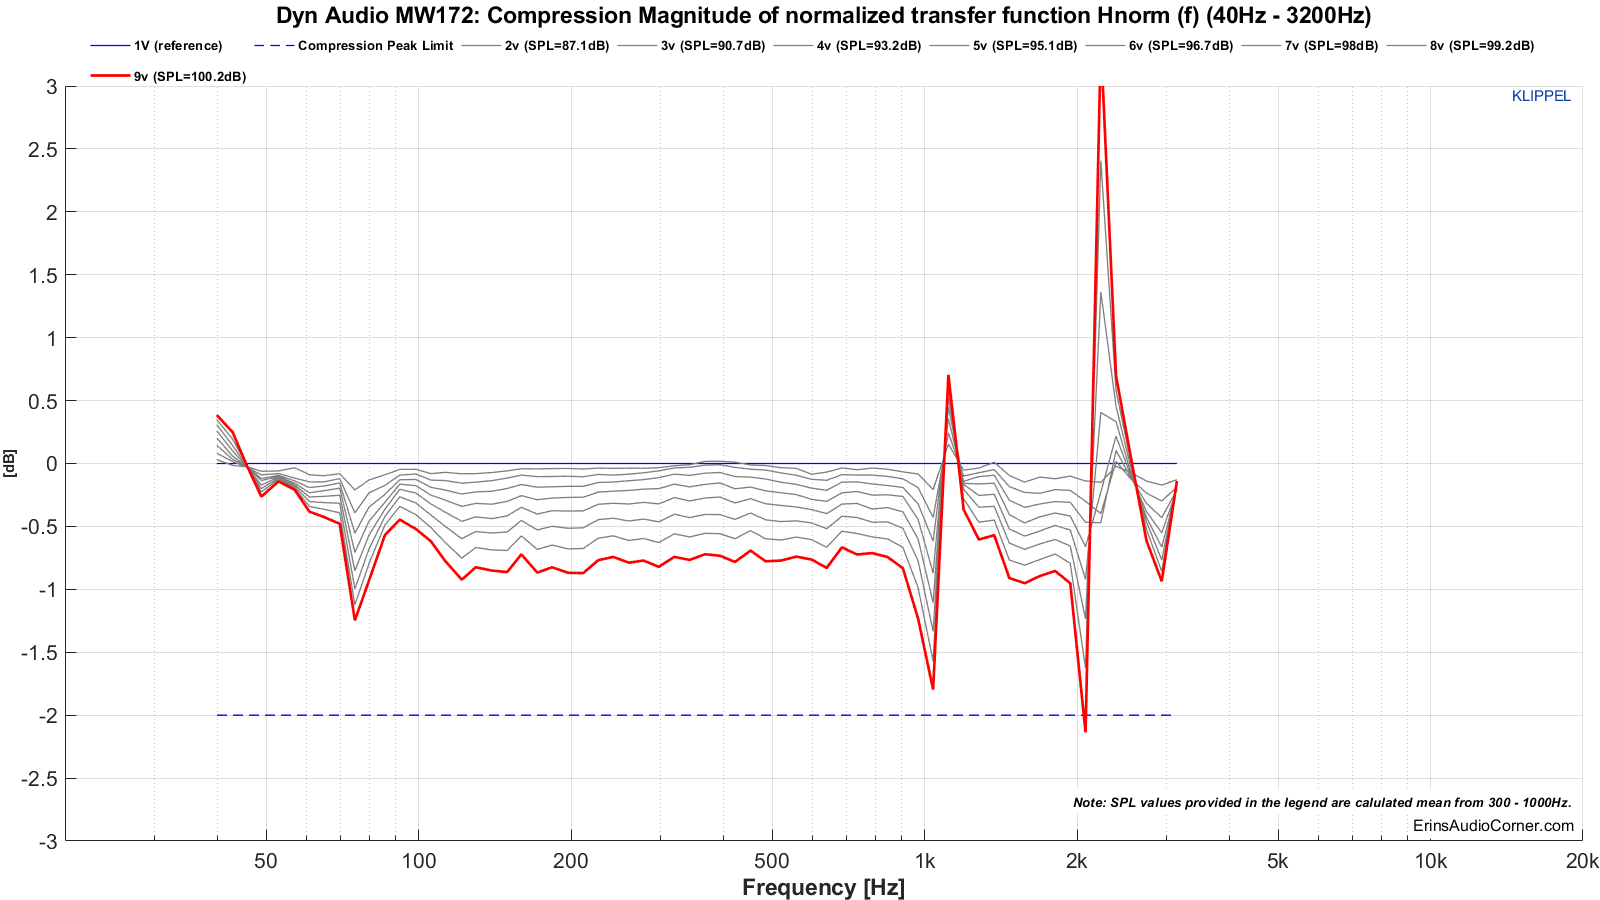 Dyn Audio MW172: Compression Magnitude of normalized transfer function Hnorm (f) (40Hz - 3200Hz)
1V (reference) Compression Peak Limit 2v (SPL=87.1dB) 3v (SPL=90.7dB) 4v (SPL=93.2dB) 5v (SPL=95.1dB) 6v (SPL=96.7dB) 7v (SPL=98dB) 8v (SPL=99.2dB)
9v (SPL=100.2dB)
KLIPPEL
3
2.5
2
1.5
1
0.5
0
-0.5
-1
-1.5
-2
-2.5
-3
[dB]
Note: SPL values provided in the legend are calulated mean from 300 - 1000Hz.
ErinsAudioCorner.com
50 100 200 500 1k 2k 5k 10k 20k
Frequency [Hz]